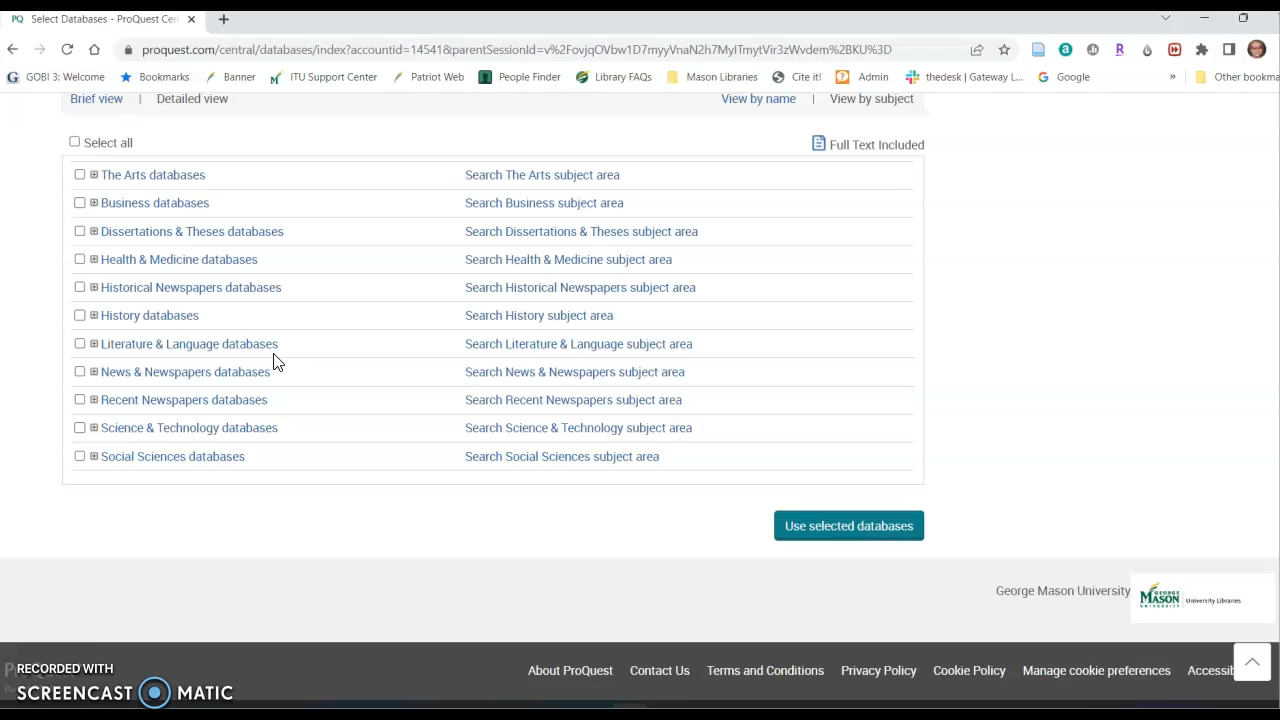 PQ Select Databases - ProQuest Cen
proquest.com/central/databases/index?accountid=14541&parentSessionId=v%2FovjqOVbw1D7myyVnaN2h7MyITmytVir3zWvdem%2BKU%3D
GOBI 3: Welcome Bookmarks Banner ITU Support Center Patriot Web People Finder Library FAQs Mason Libraries Cite it! Admin thedesk | Gateway L... Google » Other bookma
Brief view | Detailed view View by name | View by subject
Select all Full Text Included
The Arts databases Search The Arts subject area
Business databases Search Business subject area
Dissertations & Theses databases Search Dissertations & Theses subject area
Health & Medicine databases Search Health & Medicine subject area
Historical Newspapers databases Search Historical Newspapers subject area
History databases Search History subject area
Literature & Language databases Search Literature & Language subject area
News & Newspapers databases Search News & Newspapers subject area
Recent Newspapers databases Search Recent Newspapers subject area
Science & Technology databases Search Science & Technology subject area
Social Sciences databases Search Social Sciences subject area
Use selected databases
George Mason University GEORGE MASON UNIVERSITY University Libraries
About ProQuest Contact Us Terms and Conditions Privacy Policy Cookie Policy Manage cookie preferences Accessib
RECORDED WITH
SCREENCAST MATIC